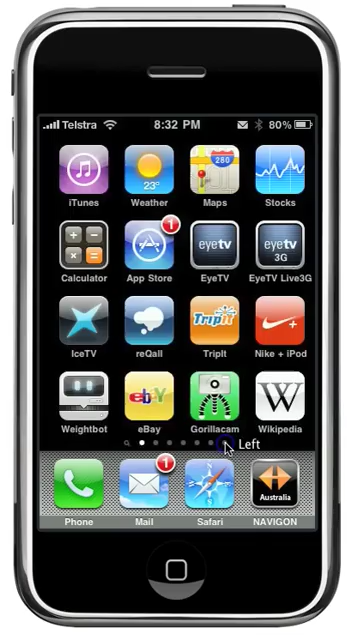 Telstra 8:32 PM 80%
280
23°
iTunes Weather Maps Stocks
1
eyetv eyetv
3G
Calculator App Store EyeTV EyeTV Live3G
TripIt
IceTV reQall TripIt Nike + iPod
ebY W
Weightbot eBay Gorillacam Wikipedia
Left
1
Australia
Phone Mail Safari NAVIGON